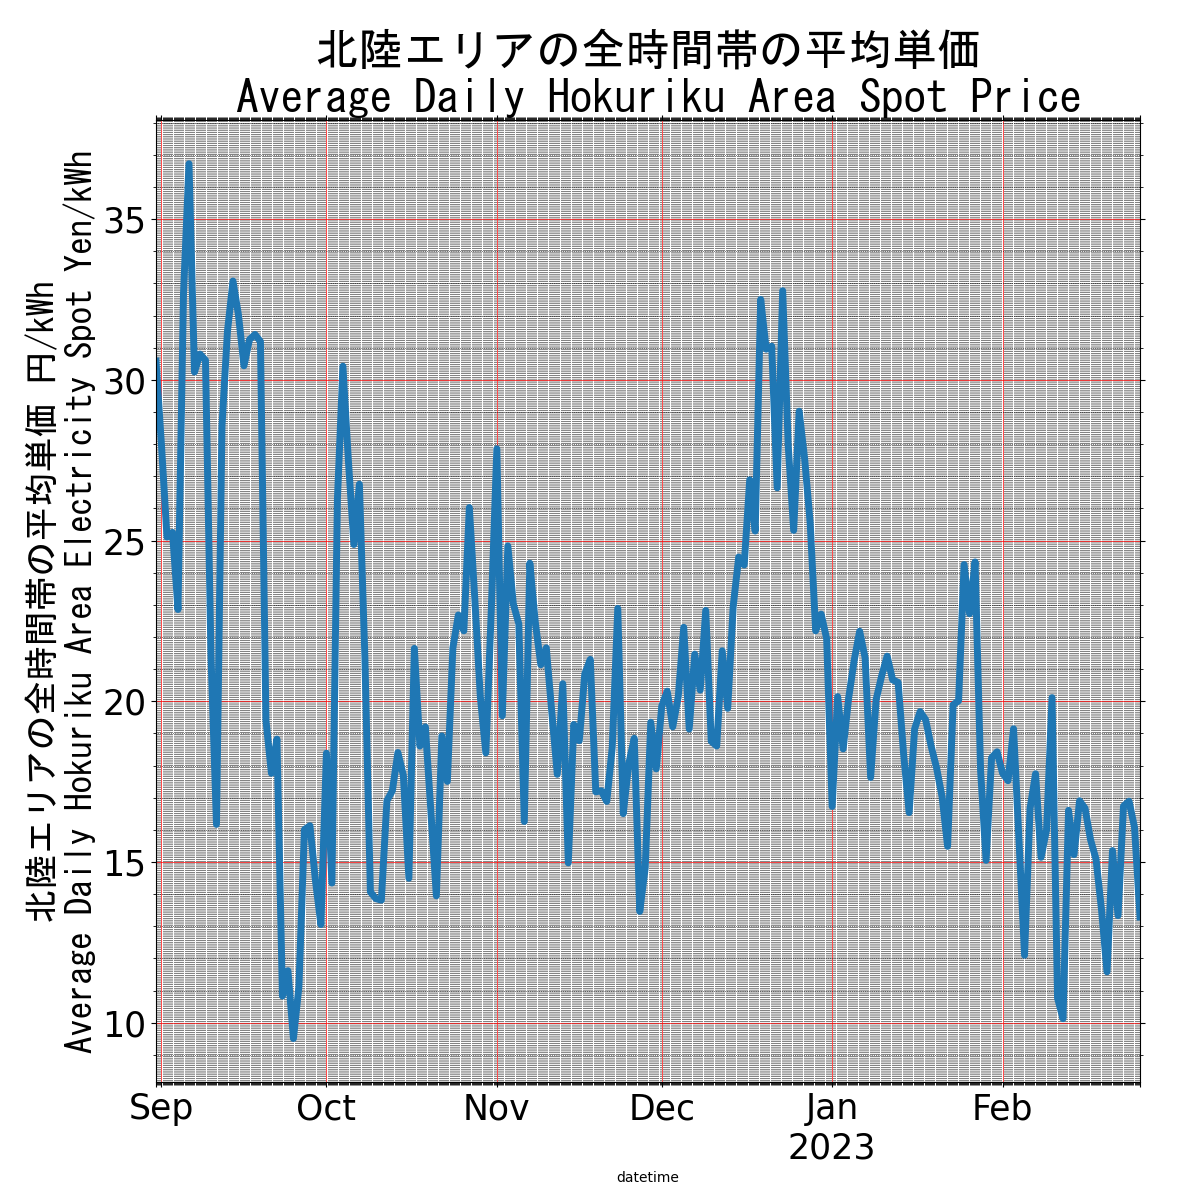 北陸エリアの全時間帯の平均単価
Average Daily Hokuriku Area Spot Price
北陸エリアの全時間帯の平均単価 円/kWh
Average Daily Hokuriku Area Electricity Spot Yen/kWh
35
30
25
20
15
10
Sep
Oct
Nov
Dec
Jan
2023
Feb
datetime